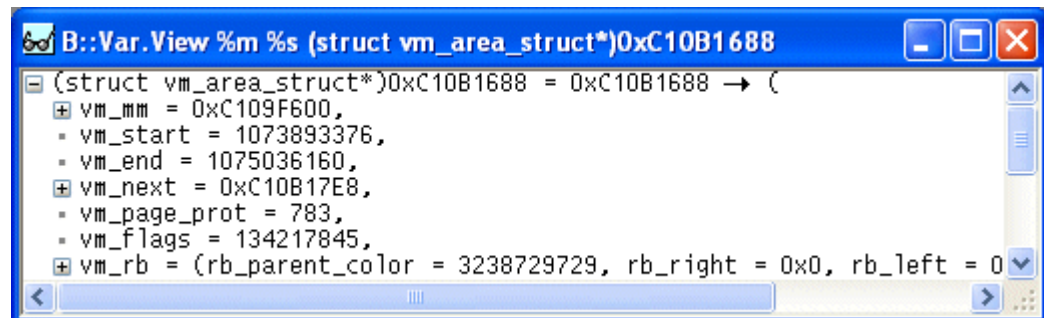 B::Var.View %m %s (struct vm_area_struct*)0xC10B1688
(struct vm_area_struct*)0xC10B1688 = 0xC10B1688 → (
vm_mm = 0xC109F600,
vm_start = 1073893376,
vm_end = 1075036160,
vm_next = 0xC10B17E8,
vm_page_prot = 783,
vm_flags = 134217845,
vm_rb = (rb_parent_color = 3238729729, rb_right = 0x0, rb_left = 0